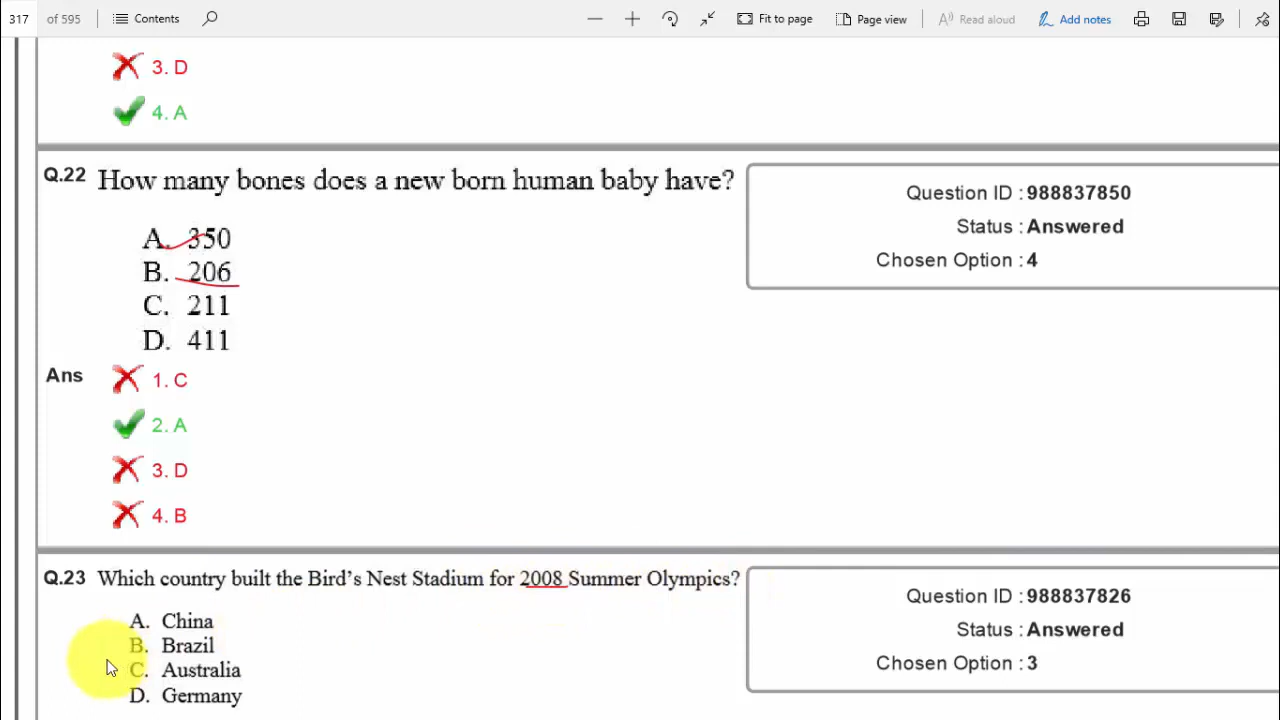 317 of 595 Contents Fit to page Page view Read aloud Add notes
3. D
4. A
Q.22 How many bones does a new born human baby have?
A. 350
B. 206
C. 211
D. 411
Question ID : 988837850
Status : Answered
Chosen Option : 4
Ans
1. C
2. A
3. D
4. B
Q.23 Which country built the Bird's Nest Stadium for 2008 Summer Olympics?
A. China
B. Brazil
C. Australia
D. Germany
Question ID : 988837826
Status : Answered
Chosen Option : 3